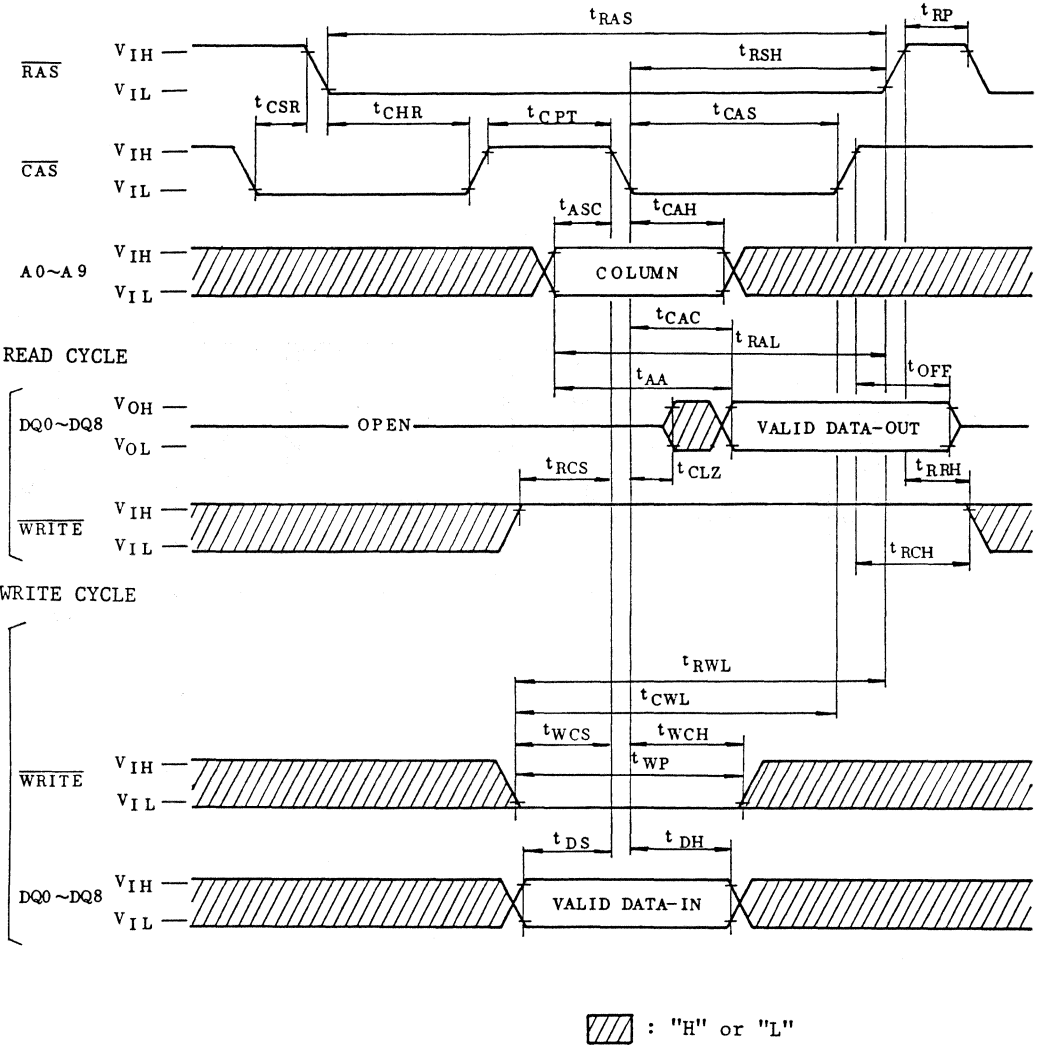 tRAS tRP
VIH
RAS
tRSH
VIL
tCSR tCHR tCPT tCAS
VIH
CAS
VIL
tASC tCAH
VIH
A0~A9 COLUMN
VIL
tCAC
tRAL
READ CYCLE
tAA tOFF
VOH
DQ0~DQ8 OPEN VALID DATA-OUT
VOL
tRCS tCLZ tRRH
VIH
WRITE
VIL
tRCH
WRITE CYCLE
tRWL
tCWL
tWCS tWCH
tWP
VIH
WRITE
VIL
tDS tDH
VIH
DQ0~DQ8 VALID DATA-IN
VIL
: "H" or "L"